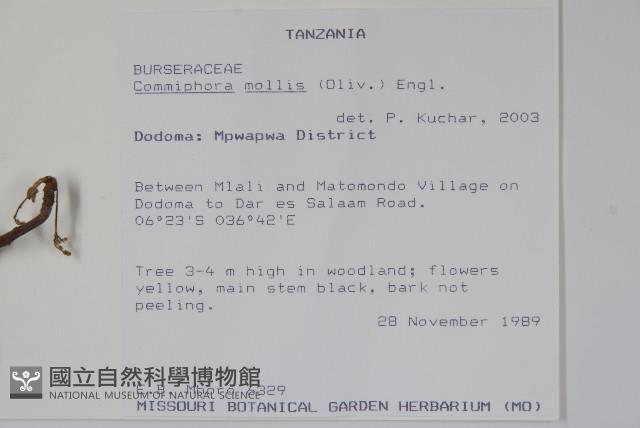 TANZANIA
BURSERACEAE
Commiphora mollis (Oliv.) Engl.
det. P. Kuchar, 2003
Dodoma: Mpwapwa District
Between Mlali and Matomondo Village on
Dodoma to Dar es Salaam Road.
06°23'S 036°42'E
Tree 3-4 m high in woodland; flowers
yellow, main stem black, bark not
peeling.
28 November 1989
國立自然科學博物館
NATIONAL MUSEUM OF NATURAL SCIENCE
MISSOURI BOTANICAL GARDEN HERBARIUM (MO)